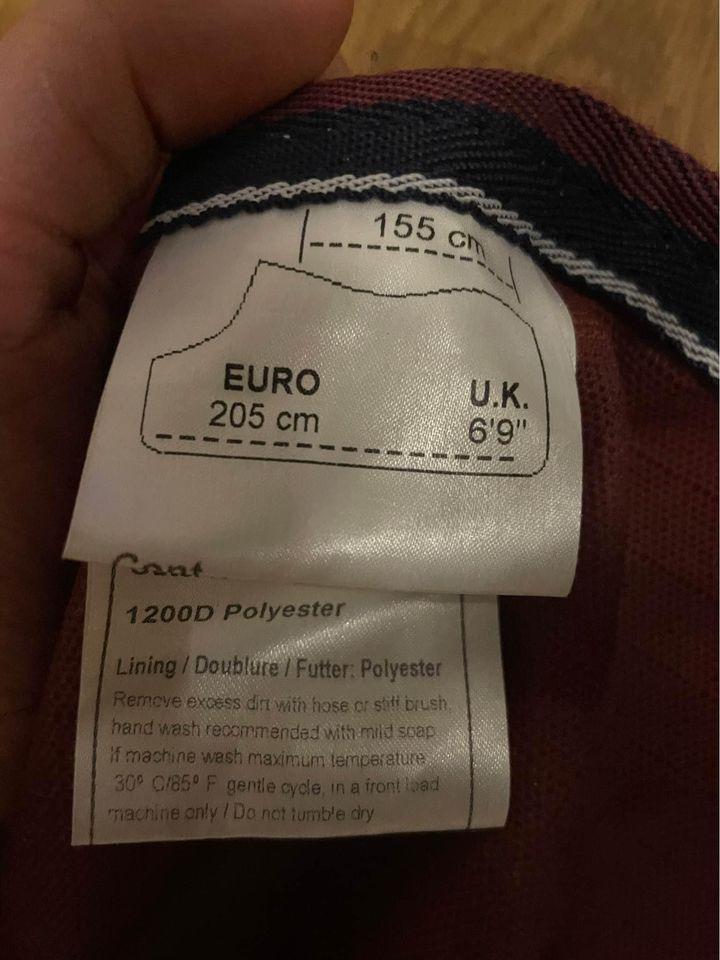 155 cm
EURO
205 cm
U.K.
6'9"
1200D Polyester
Lining / Doublure / Futter: Polyester
Remove excess dirt with hose or stiff brush,
hand wash recommended with mild soap
If machine wash maximum temperature
30º C/85º F gentle cycle, in a front load
machine only / Do not tumble dry